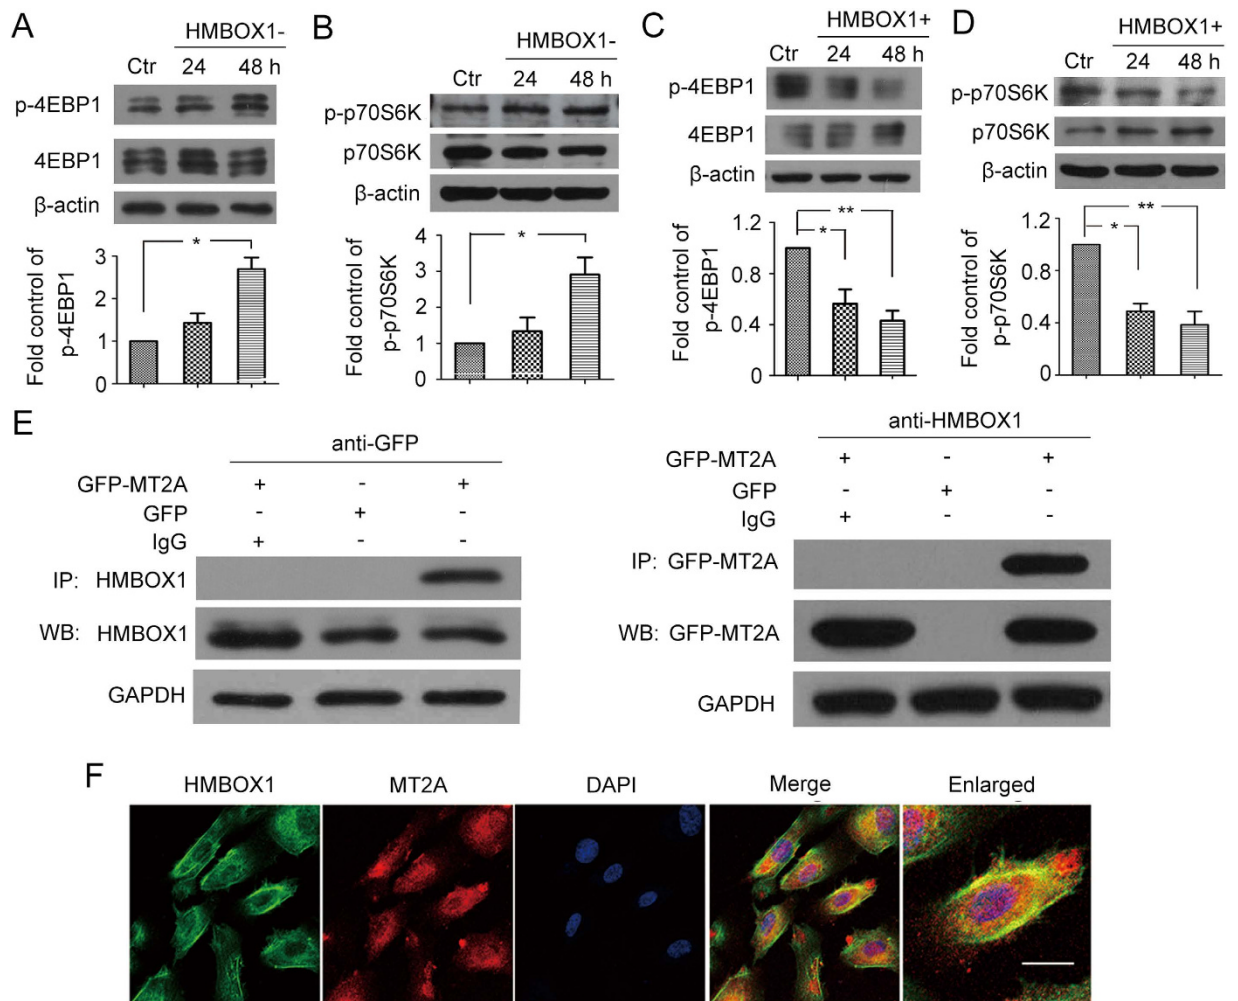 A
HMBOX1-
Ctr 24 48 h
p-4EBP1
4EBP1
β-actin
Fold control of
p-4EBP1
3
2
1
0
*
B
HMBOX1-
Ctr 24 48 h
p-p70S6K
p70S6K
β-actin
Fold control of
p-p70S6K
4
3
2
1
0
*
C
HMBOX1+
Ctr 24 48 h
p-4EBP1
4EBP1
β-actin
Fold control of
p-4EBP1
1.2
0.8
0.4
0
**
*
D
HMBOX1+
Ctr 24 48 h
p-p70S6K
p70S6K
β-actin
Fold control of
p-p70S6K
1.2
0.8
0.4
0
**
*
E
anti-GFP
GFP-MT2A + - +
GFP - + -
IgG + - -
IP: HMBOX1
WB: HMBOX1
GAPDH
anti-HMBOX1
GFP-MT2A + - +
GFP - + -
IgG + - -
IP: GFP-MT2A
WB: GFP-MT2A
GAPDH
F
HMBOX1 MT2A DAPI Merge Enlarged